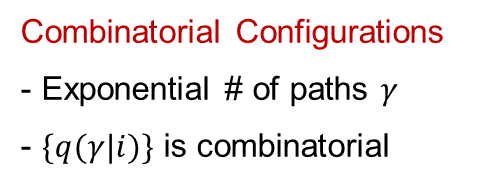 Combinatorial Configurations
- Exponential # of paths γ
- {q(γ|i)} is combinatorial